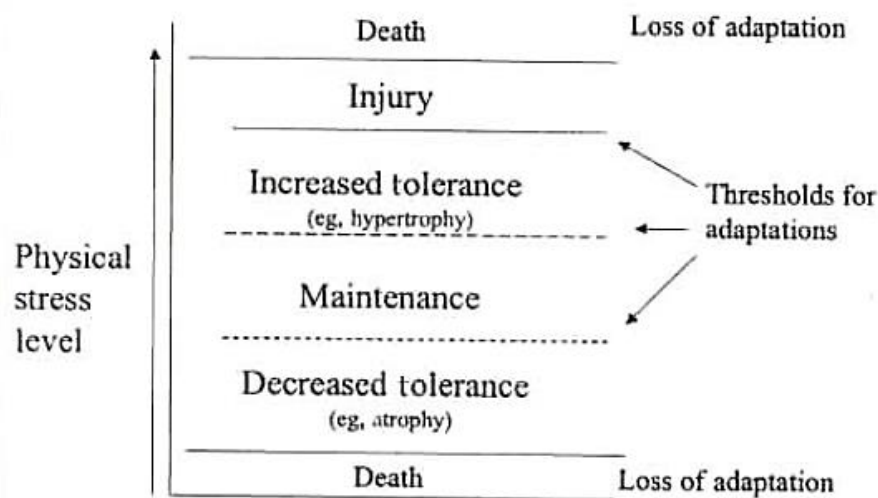 Death
Loss of adaptation
Injury
Increased tolerance
(eg, hypertrophy)
Thresholds for
adaptations
Physical
stress
level
Maintenance
Decreased tolerance
(eg, atrophy)
Death
Loss of adaptation